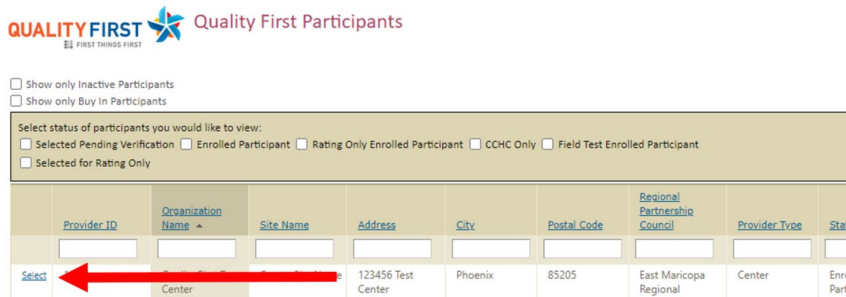 QUALITY FIRST
FIRST THINGS FIRST
Quality First Participants
Show only Inactive Participants
Show only Buy In Participants
Select status of participants you would like to view:
Selected Pending Verification Enrolled Participant Rating Only Enrolled Participant CCHC Only Field Test Enrolled Participant
Selected for Rating Only
Regional
Organization Partnership
Provider ID Name ▲ Site Name Address City Postal Code Council Provider Type
Select 123456 Test Phoenix 85205 East Maricopa Center
Center Center Regional